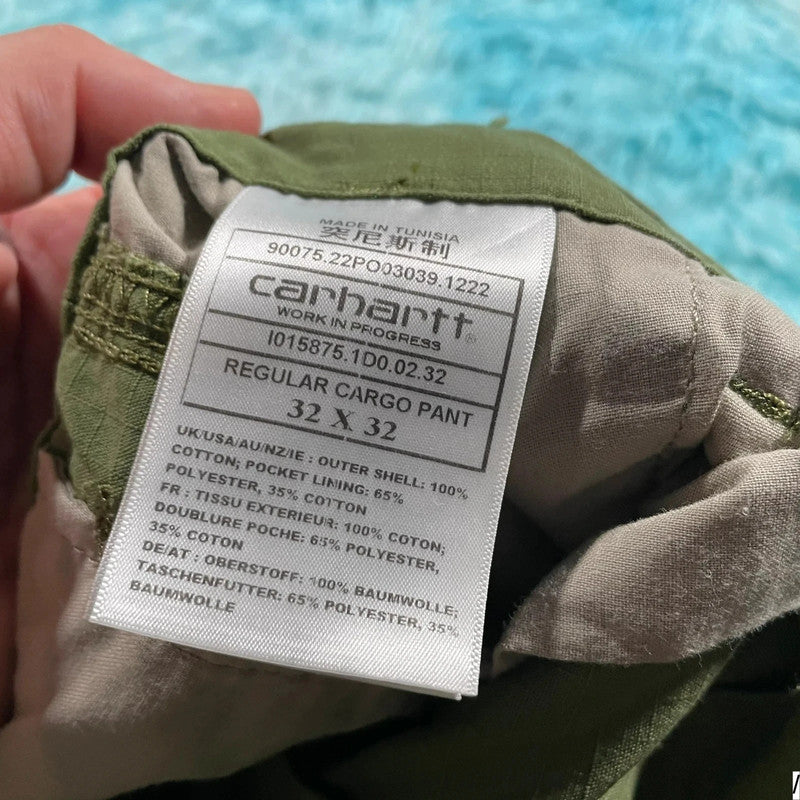 MADE IN TUNISIA
突尼斯制
90075.22PO03039.1222
carhartt®
WORK IN PROGRESS
I015875.1D0.02.32
REGULAR CARGO PANT
32 X 32
UK/USA/AU/NZ/IE : OUTER SHELL: 100%
COTTON; POCKET LINING: 65%
POLYESTER, 35% COTTON
FR : TISSU EXTERIEUR: 100% COTON;
DOUBLURE POCHE: 65% POLYESTER,
35% COTON
DE/AT : OBERSTOFF: 100% BAUMWOLLE;
TASCHENFUTTER: 65% POLYESTER, 35%
BAUMWOLLE